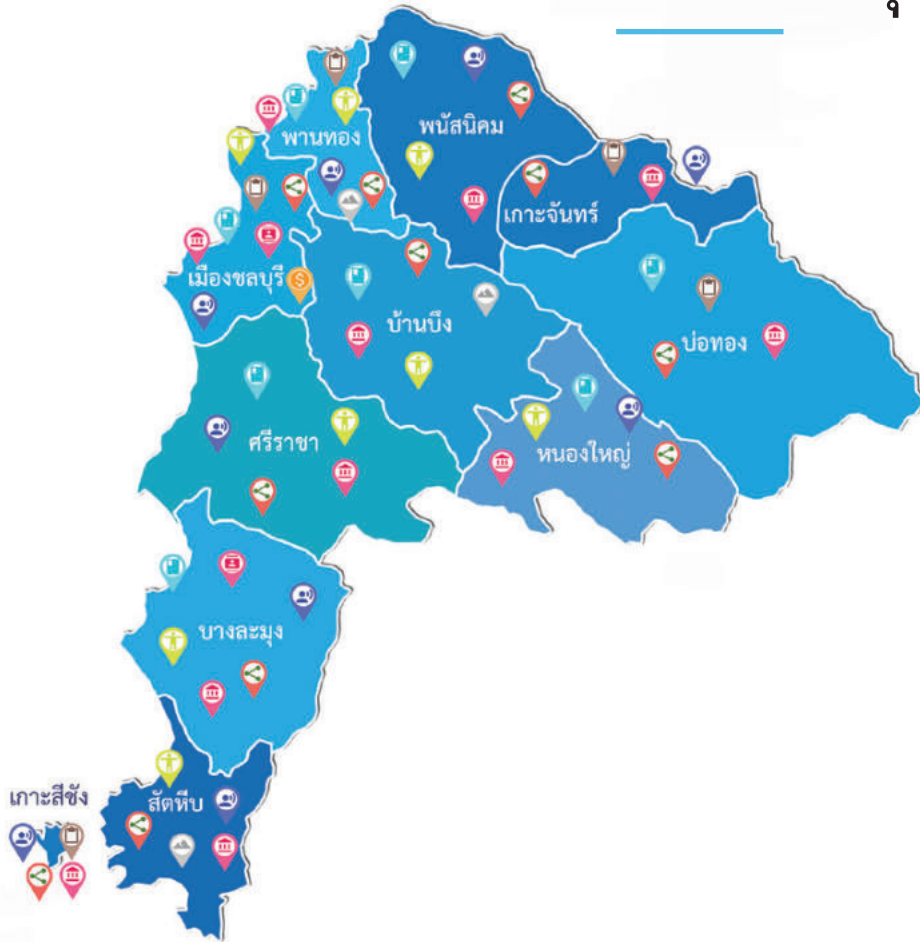 พนัสนิคม
พานทอง
เกาะจันทร์
เมืองชลบุรี
$
บ้านบึง
บ่อทอง
ศรีราชา
หนองใหญ่
บางละมุง
เกาะสีชัง
สัตหีบ